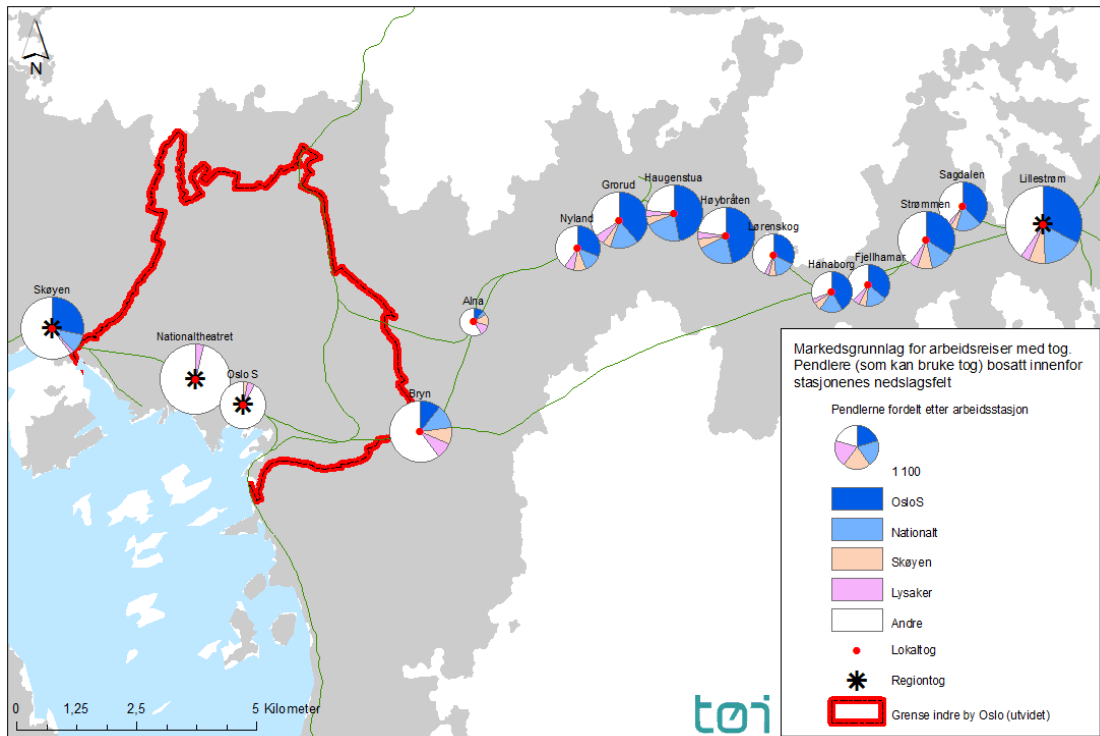 N
Sagdalen
Lillestrøm
Haugenstua
Grorud
Høybråten
Strømmen
Nyland
Lørenskog
Hanaborg
Fjellhamar
Skøyen
Alna
Nationaltheatret
Oslo S
Bryn
Markedsgrunnlag for arbeidsreiser med tog.
Pendlere (som kan bruke tog) bosatt innenfor
stasjonenes nedslagsfelt
Pendlerne fordelt etter arbeidsstasjon
1 100
OsloS
Nationalt
Skøyen
Lysaker
Andre
Lokaltog
Regiontog
Grense indre by Oslo (utvidet)
0 1,25 2,5 5 Kilometer
tøi